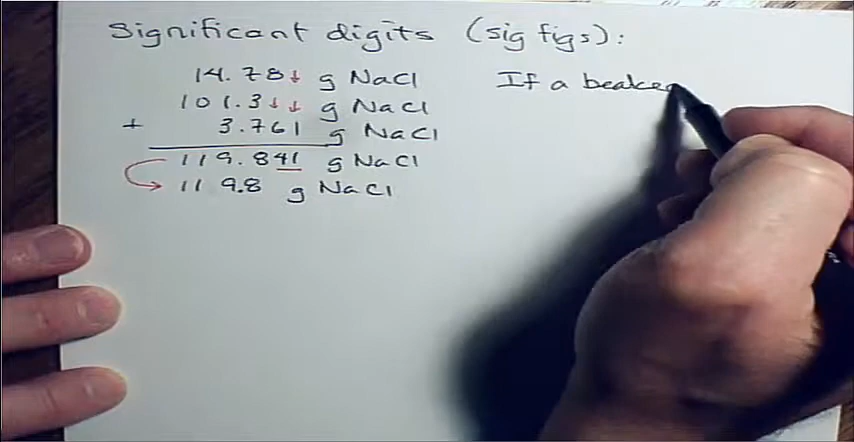 Significant digits (sig figs):
14.78↓ g NaCl
101.3↓↓ g NaCl
+ 3.761 g NaCl
119.841 g NaCl
119.8 g NaCl
If a beaker